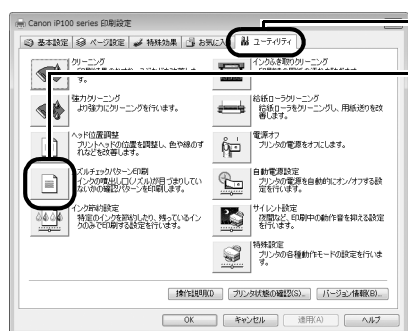 Canon iP100 series 印刷設定
基本設定 ページ設定 特殊効果 お気に入 ユーティリティ
クリーニング
す。
強力クリーニング
より強力にクリーニングを行います。
ヘッド位置調整
プリントヘッドの位置を調整し、色や線のず
れなどを改善します。
ズルチェックパターン印刷
インクの噴出し口(ノズル)が目づまりしてい
ないかの確認パターンを印刷します。
インク節約設定
特定のインクを節約したり、残っているイン
クのみで印刷する設定を行います。
インクふき取りクリーニング
給紙ローラクリーニング
給紙ローラをクリーニングし、用紙送りを改
善します。
電源オフ
プリンタの電源をオフにします。
自動電源設定
プリンタの電源を自動的にオン/オフする設
定を行います。
サイレント設定
夜間など、印刷中の動作音を抑える設定
を行います。
特殊設定
プリンタの各種動作モードの設定を行いま
す。
操作説明(I) プリンタ状態の確認(S)... バージョン情報(B)...
OK キャンセル 適用(A) ヘルプ